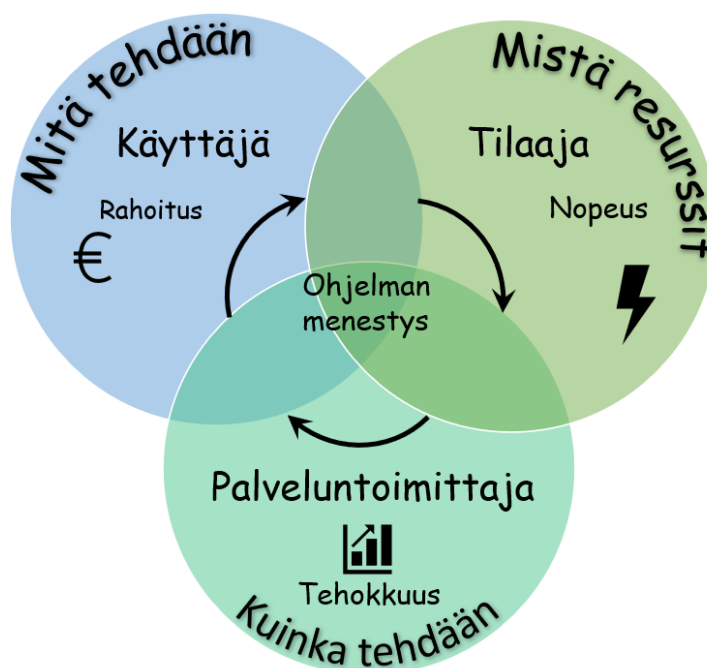 Mitä tehdään
Käyttäjä
Rahoitus
€
Mistä resurssit
Tilaaja
Nopeus
Ohjelman
menestys
Palveluntoimittaja
Tehokkuus
Kuinka tehdään